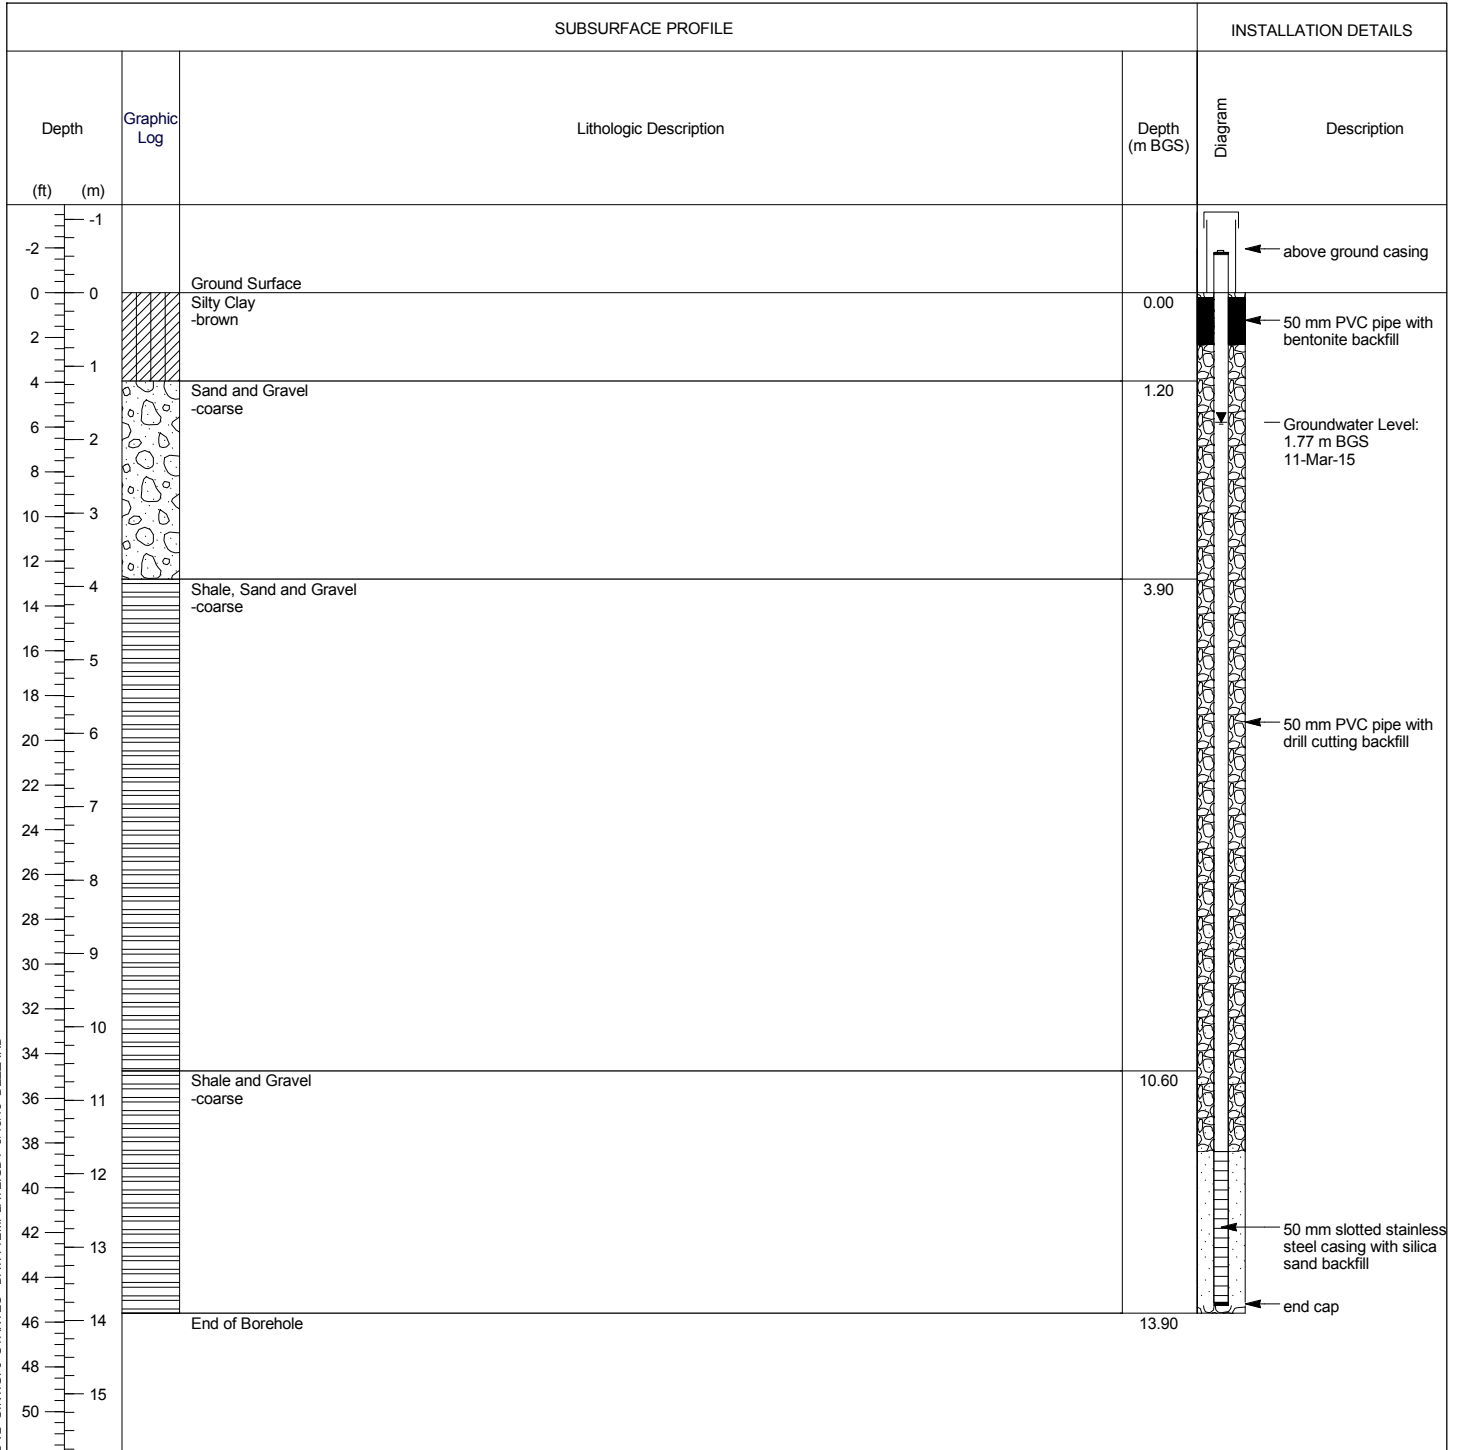 SUBSURFACE PROFILE
INSTALLATION DETAILS
Depth
Graphic
Log
Lithologic Description
Depth
(m BGS)
Diagram
Description
(ft) (m)
-1
-2
above ground casing
Ground Surface
0 0
Silty Clay
-brown
0.00
50 mm PVC pipe with
bentonite backfill
2
1
4
Sand and Gravel
-coarse
1.20
6
2
Groundwater Level:
1.77 m BGS
11-Mar-15
8
10
3
12
4
Shale, Sand and Gravel
-coarse
3.90
14
16
5
18
6
20
50 mm PVC pipe with
drill cutting backfill
22
7
24
26
8
28
9
30
32
10
34
Shale and Gravel
-coarse
10.60
36
11
38
12
40
42
13
50 mm slotted stainless
steel casing with silica
sand backfill
44
end cap
46
14
End of Borehole
13.90
48
15
50